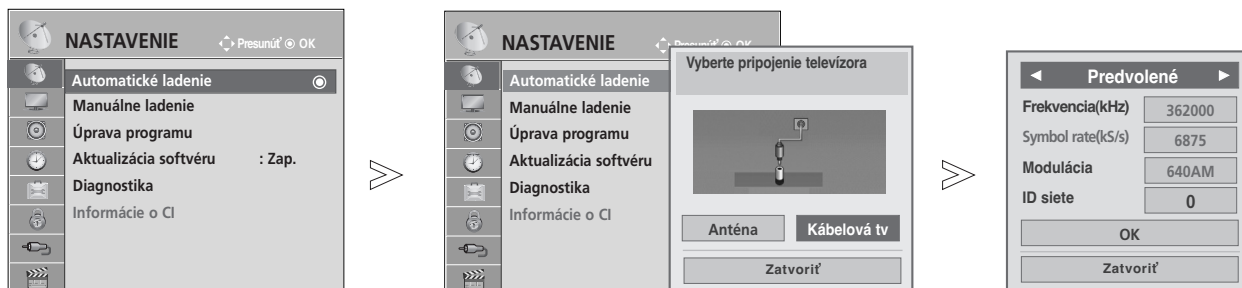 NASTAVENIE
Presunúť OK
Automatické ladenie
Manuálne ladenie
Úprava programu
Aktualizácia softvéru : Zap.
Diagnostika
Informácie o CI
NASTAVENIE
Presunúť OK
Automatické ladenie
Manuálne ladenie
Úprava programu
Aktualizácia softvéru
Diagnostika
Informácie o CI
Vyberte pripojenie televízora
Anténa Kábelová tv
Zatvoriť
Predvolené
Frekvencia(kHz) 362000
Symbol rate(kS/s) 6875
Modulácia 640AM
ID siete 0
OK
Zatvoriť